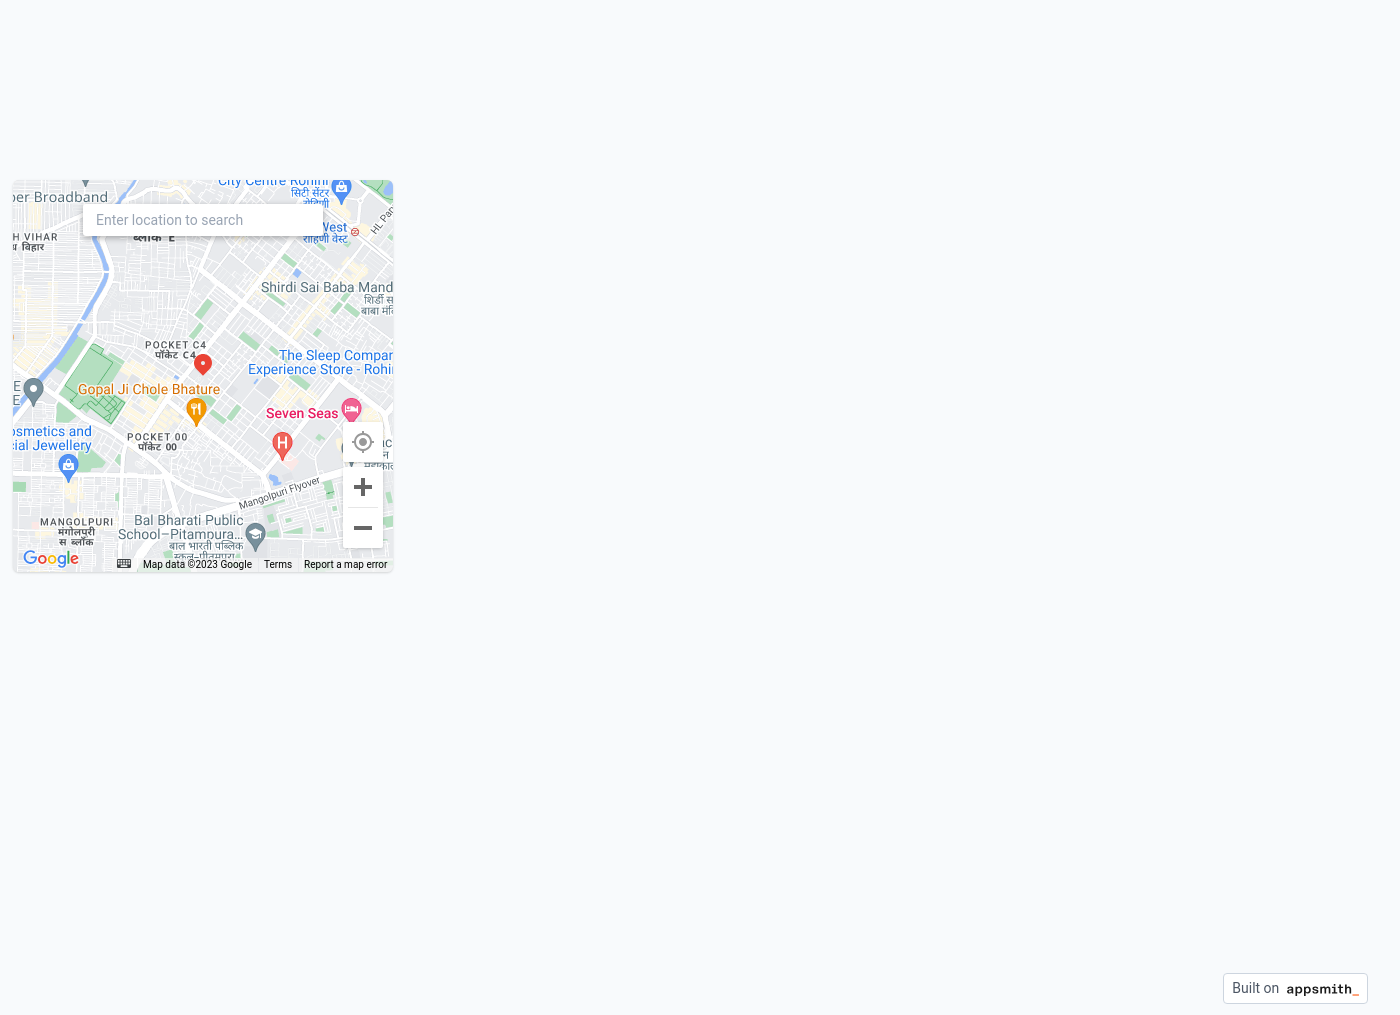 City Centre Rohini
सिटी सेंटर
रोहिणी
per Broadband
Enter location to search
West
रोहिणी वेस्ट
HL Par
H VIHAR
विहार
ब्लॉक E
Shirdi Sai Baba Mand
शिर्डी स
बाबा मंदि
POCKET C4
पॉकेट C4
The Sleep Compar
Experience Store - Rohin
Gopal Ji Chole Bhature
E
E
Seven Seas
osmetics and
cial Jewellery
POCKET 00
पॉकेट 00
Mangolpuri Flyover
MANGOLPURI
मंगोलपुरी
स ब्लॉक
Bal Bharati Public
School–Pitampura...
बाल भारती पब्लिक
स्कूल–पीतमपुरा
Google
Map data ©2023 Google
Terms
Report a map error
Built on appsmith_